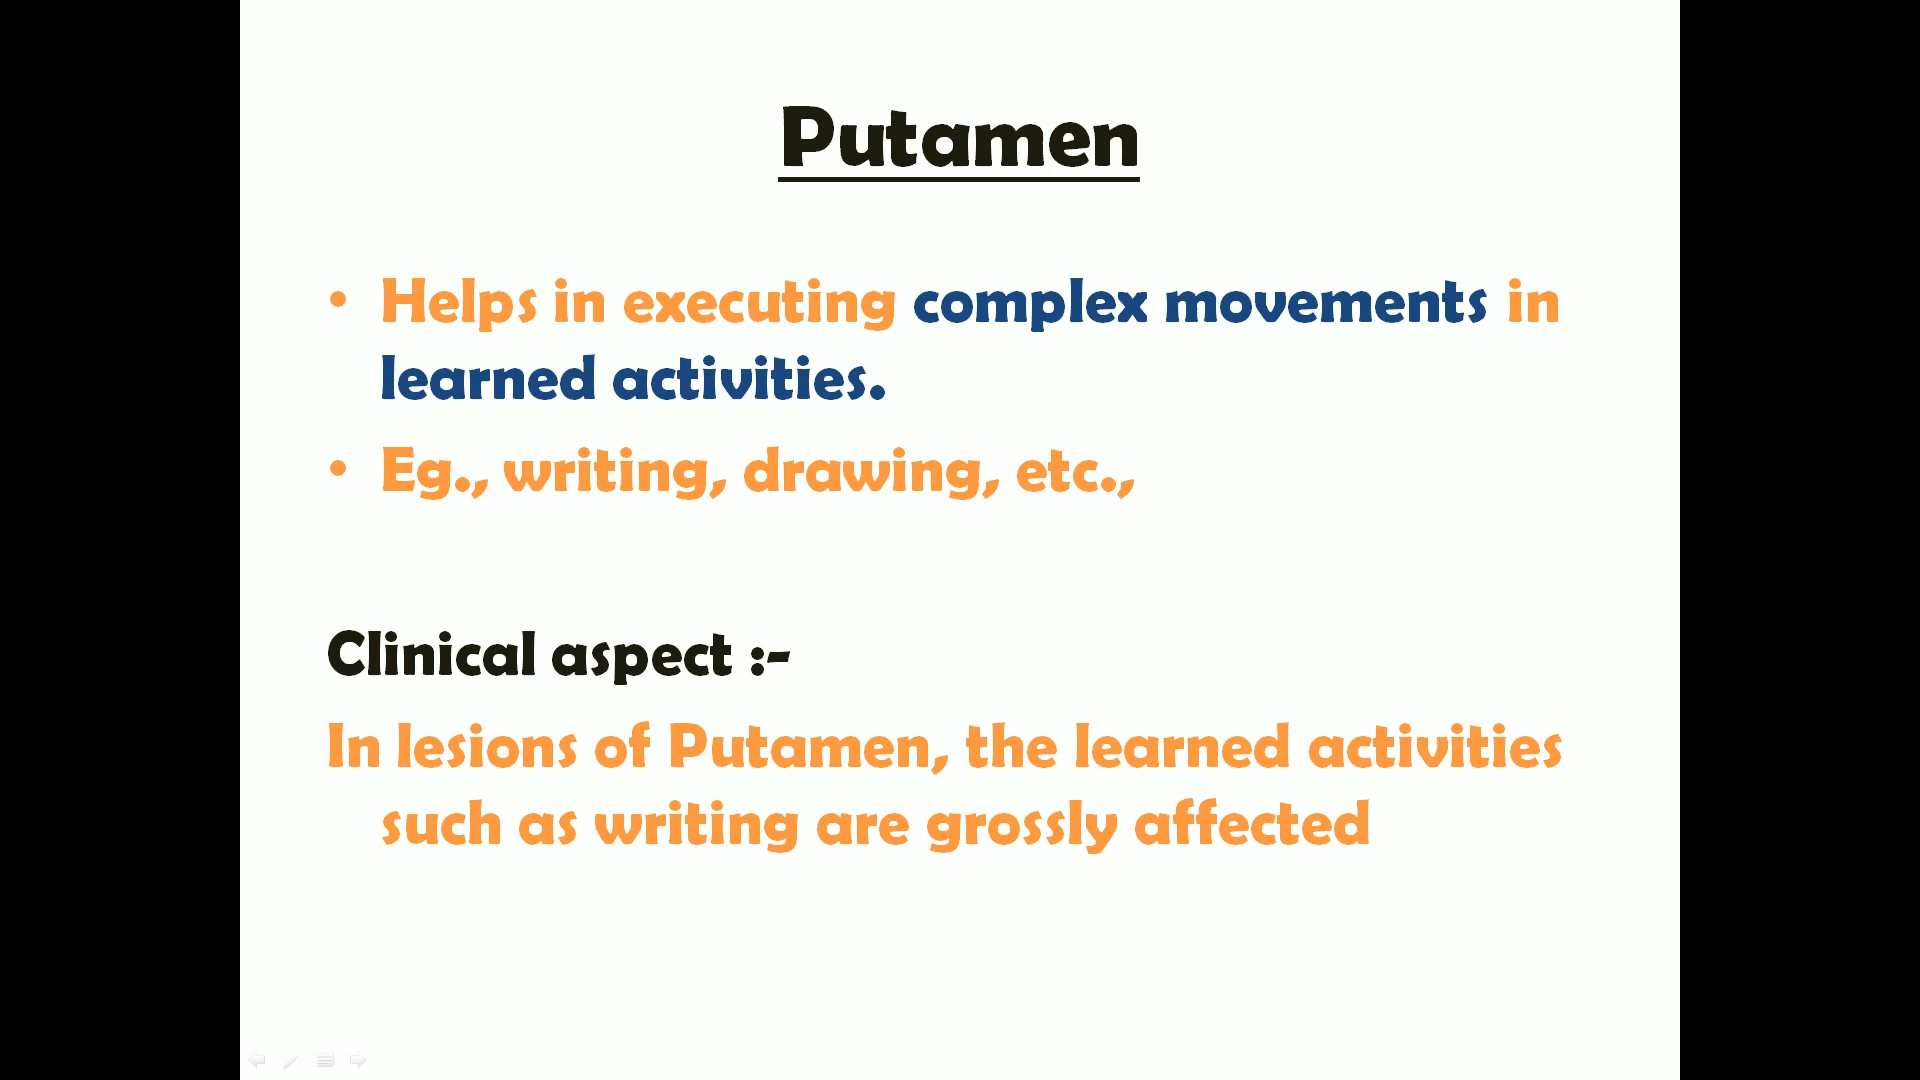 Putamen
• Helps in executing complex movements in
learned activities.
• Eg., writing, drawing, etc.,
Clinical aspect :-
In lesions of Putamen, the learned activities
such as writing are grossly affected